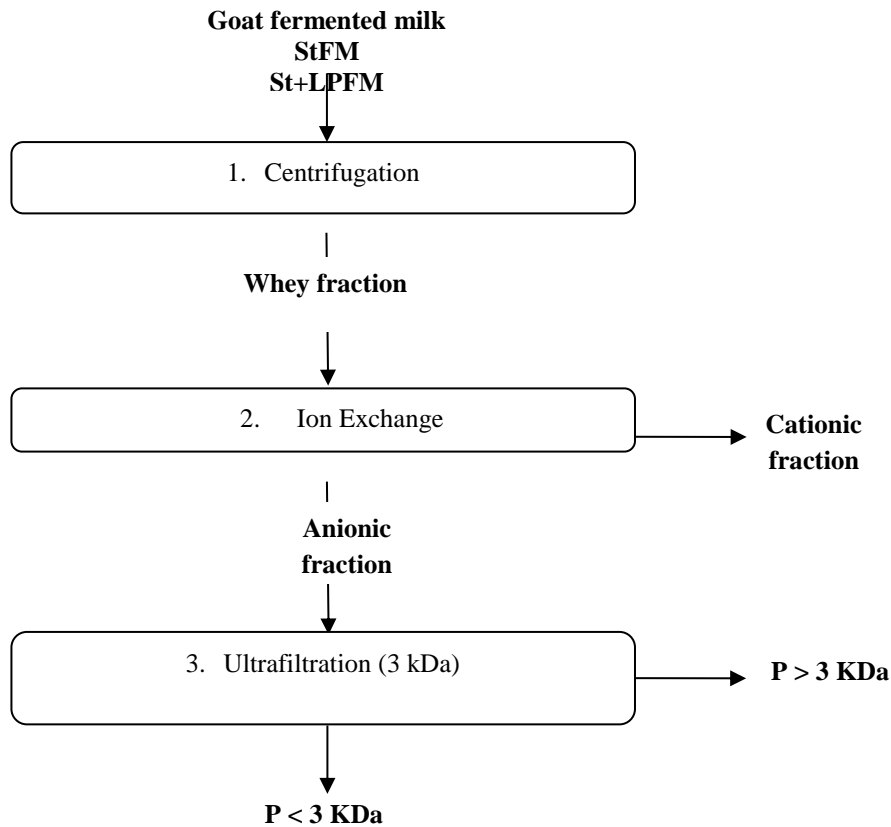 Goat fermented milk
StFM
St+LPFM
1. Centrifugation
Whey fraction
2. Ion Exchange
Cationic
fraction
Anionic
fraction
3. Ultrafiltration (3 kDa)
P > 3 KDa
P < 3 KDa